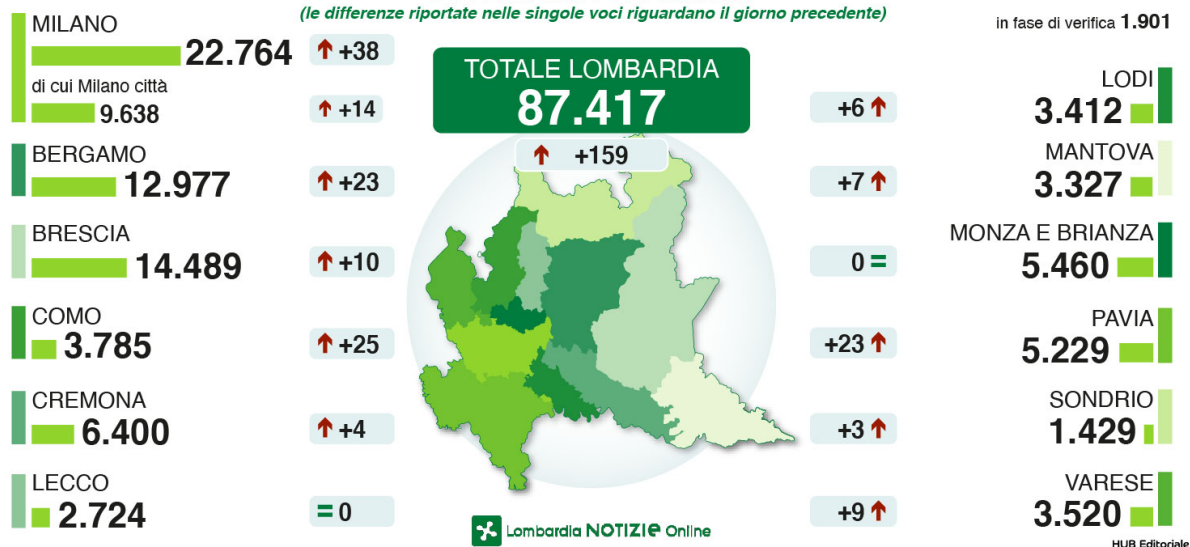 (le differenze riportate nelle singole voci riguardano il giorno precedente)
in fase di verifica 1.901
TOTALE LOMBARDIA
87.417
+159
MILANO
22.764
+38
di cui Milano città
9.638
+14
BERGAMO
12.977
+23
BRESCIA
14.489
+10
COMO
3.785
+25
CREMONA
6.400
+4
LECCO
2.724
= 0
LODI
3.412
+6
MANTOVA
3.327
+7
MONZA E BRIANZA
5.460
0 =
PAVIA
5.229
+23
SONDRIO
1.429
+3
VARESE
3.520
+9
Lombardia NOTIZIE Online
HUB Editoriale